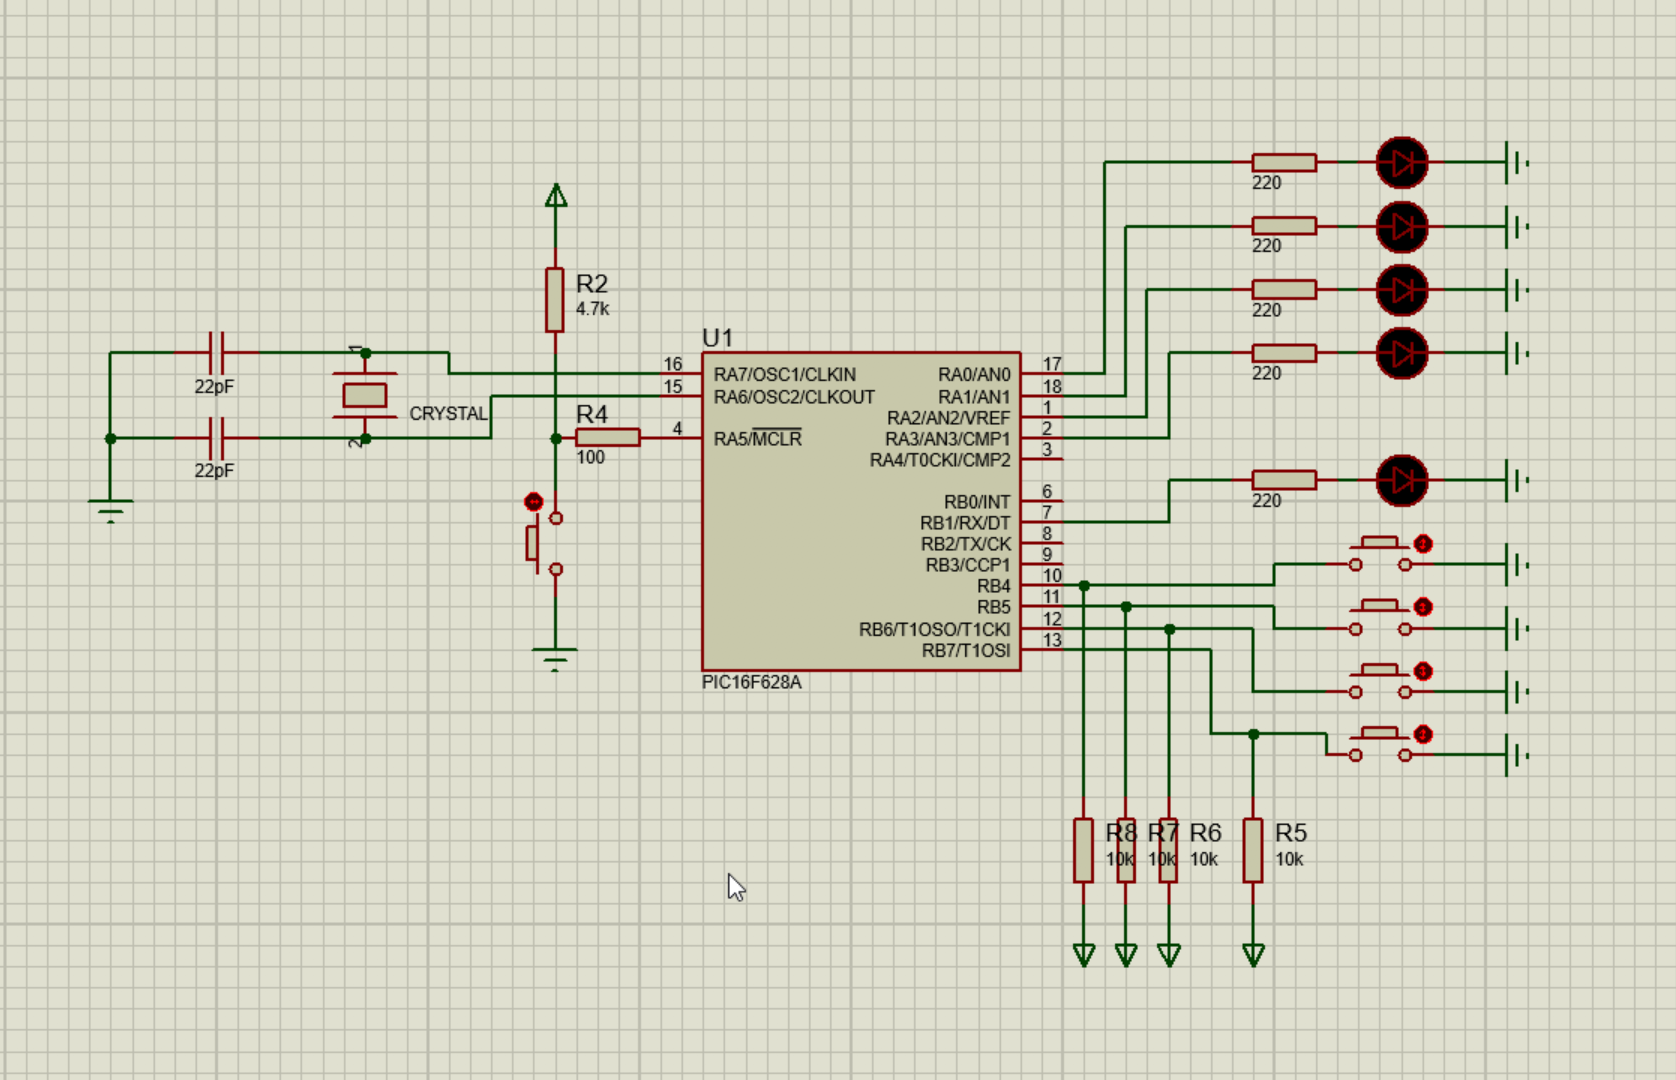 220
220
220
220
R2
4.7k
U1
1
22pF
CRYSTAL
2
22pF
R4
100
16
15
4
RA7/OSC1/CLKIN
RA6/OSC2/CLKOUT
RA5/MCLR
RA0/AN0
RA1/AN1
RA2/AN2/VREF
RA3/AN3/CMP1
RA4/T0CKI/CMP2
RB0/INT
RB1/RX/DT
RB2/TX/CK
RB3/CCP1
RB4
RB5
RB6/T1OSO/T1CKI
RB7/T1OSI
17
18
1
2
3
6
7
8
9
10
11
12
13
PIC16F628A
220
R8
10k
R7
10k
R6
10k
R5
10k